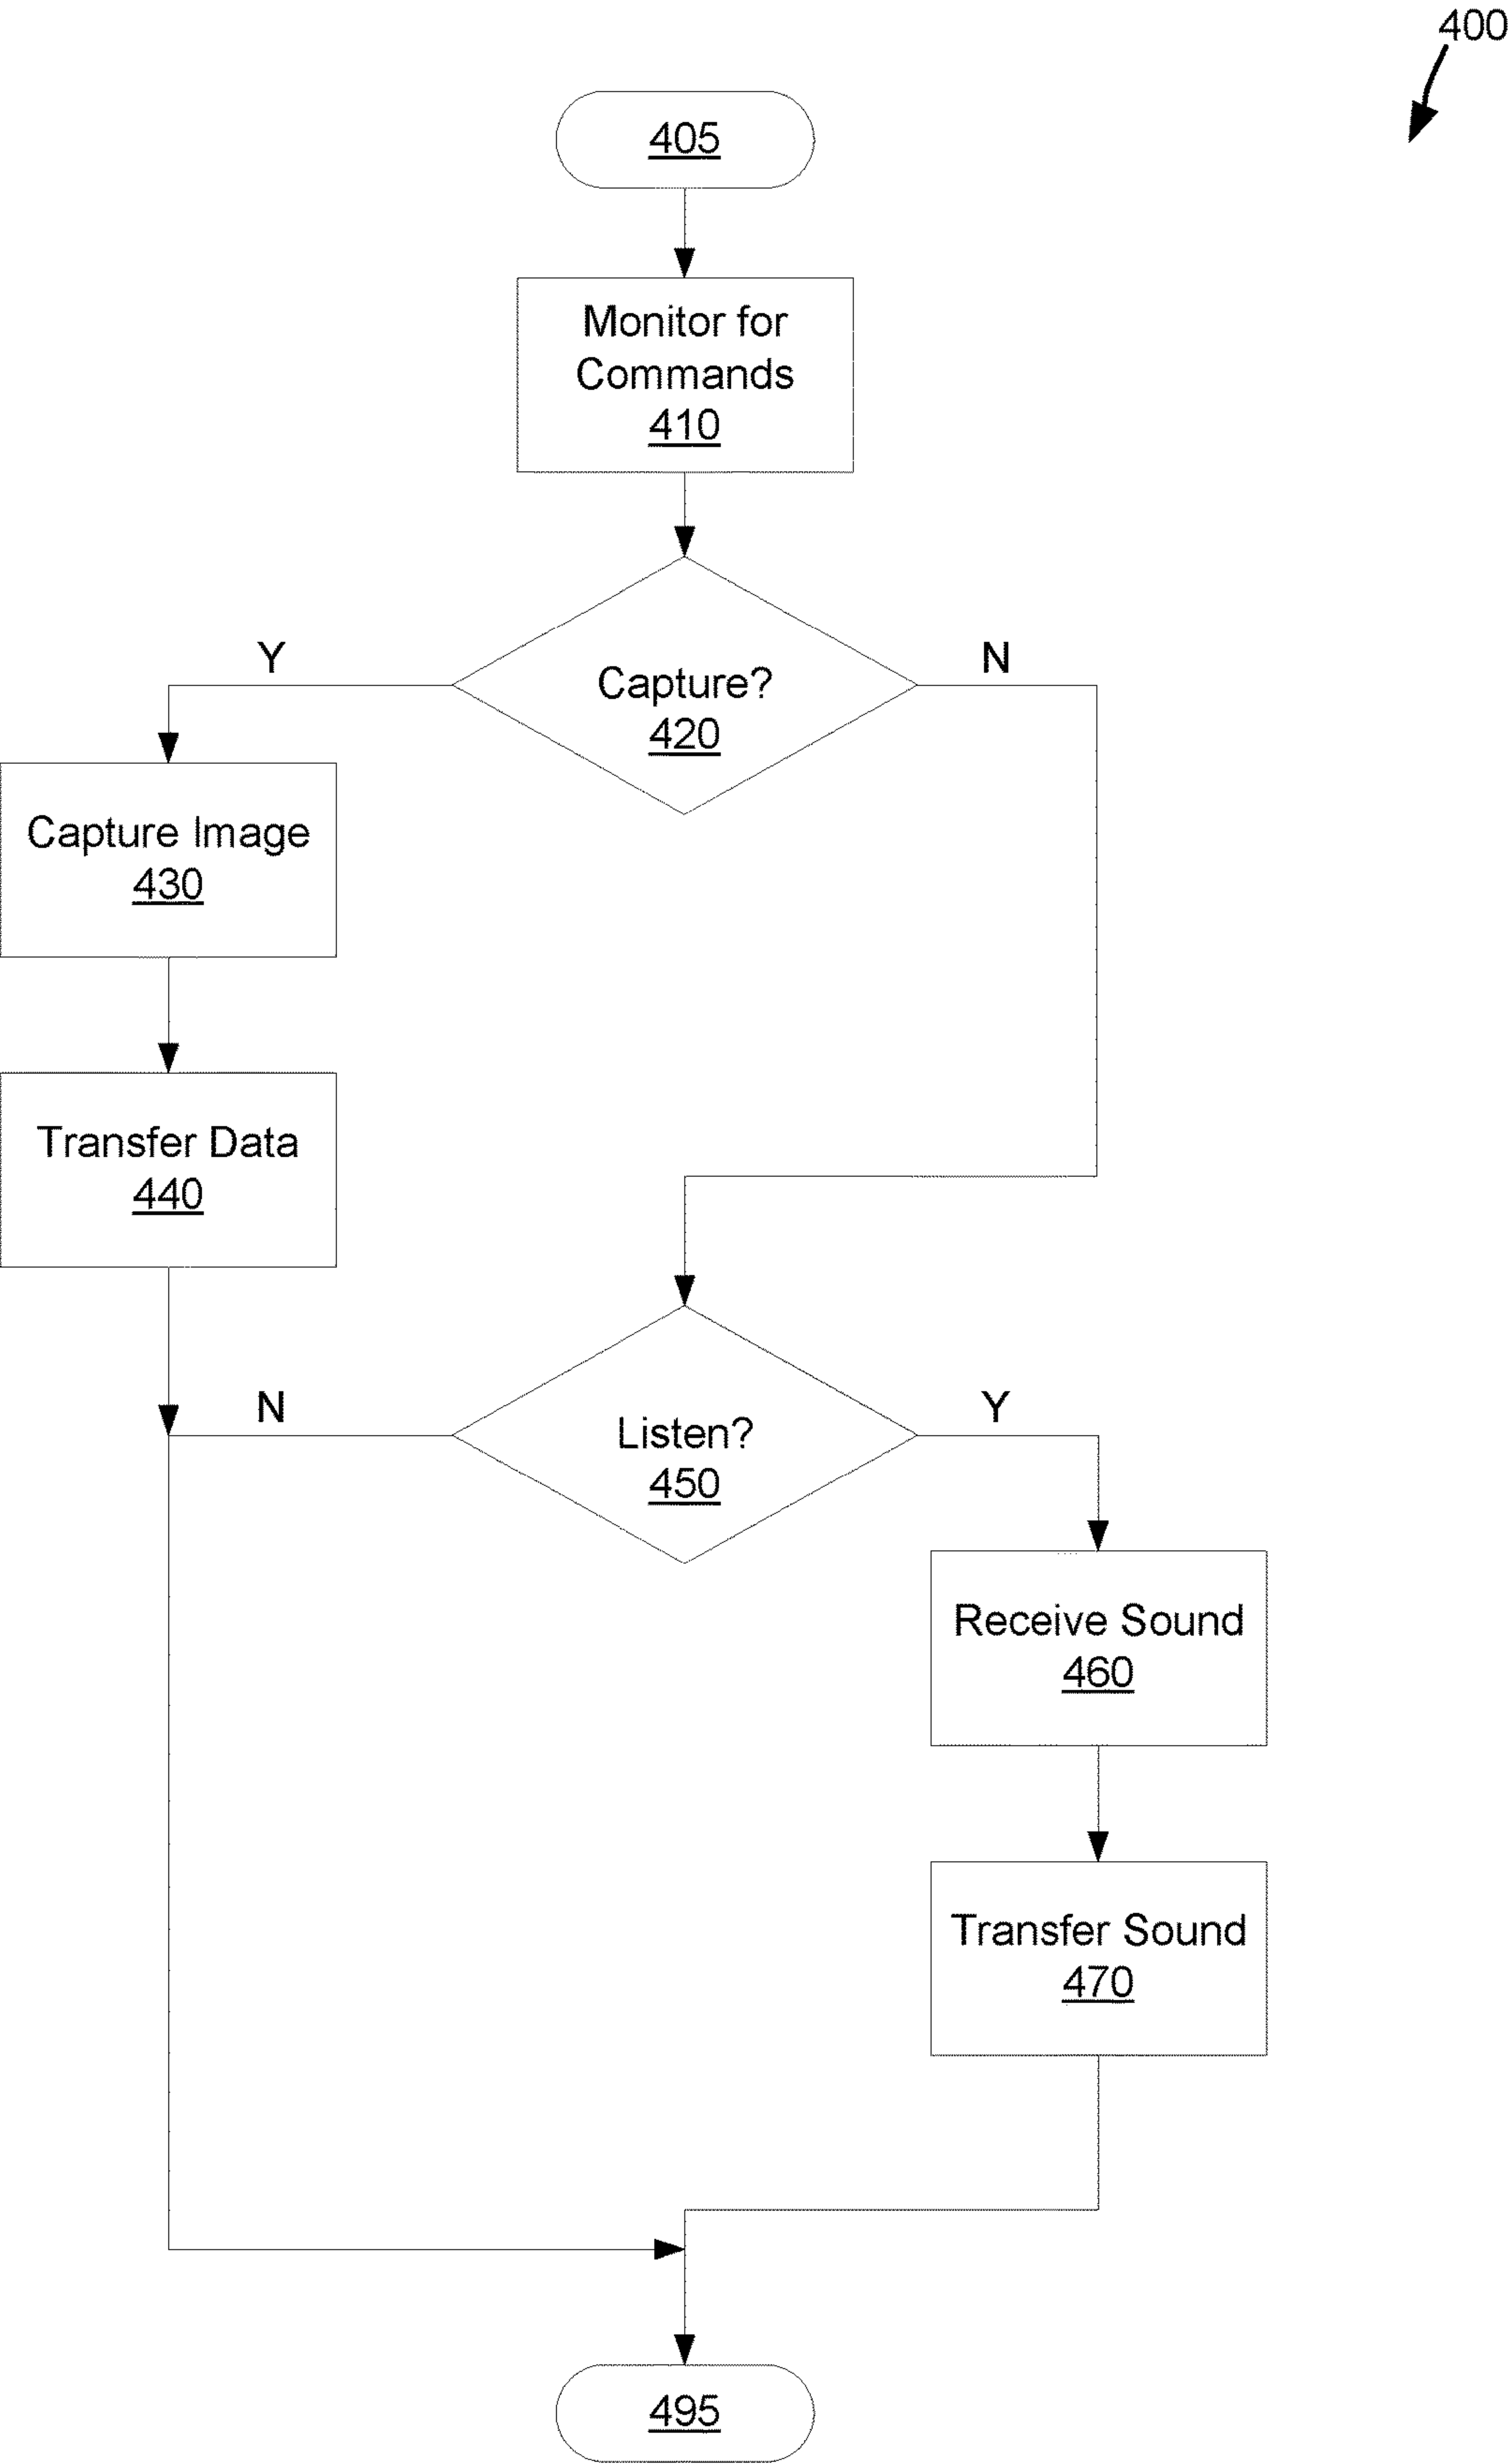 400
405
Monitor for
Commands
410
Y
N
Capture?
420
Capture Image
430
Transfer Data
440
N
Y
Listen?
450
Receive Sound
460
Transfer Sound
470
495